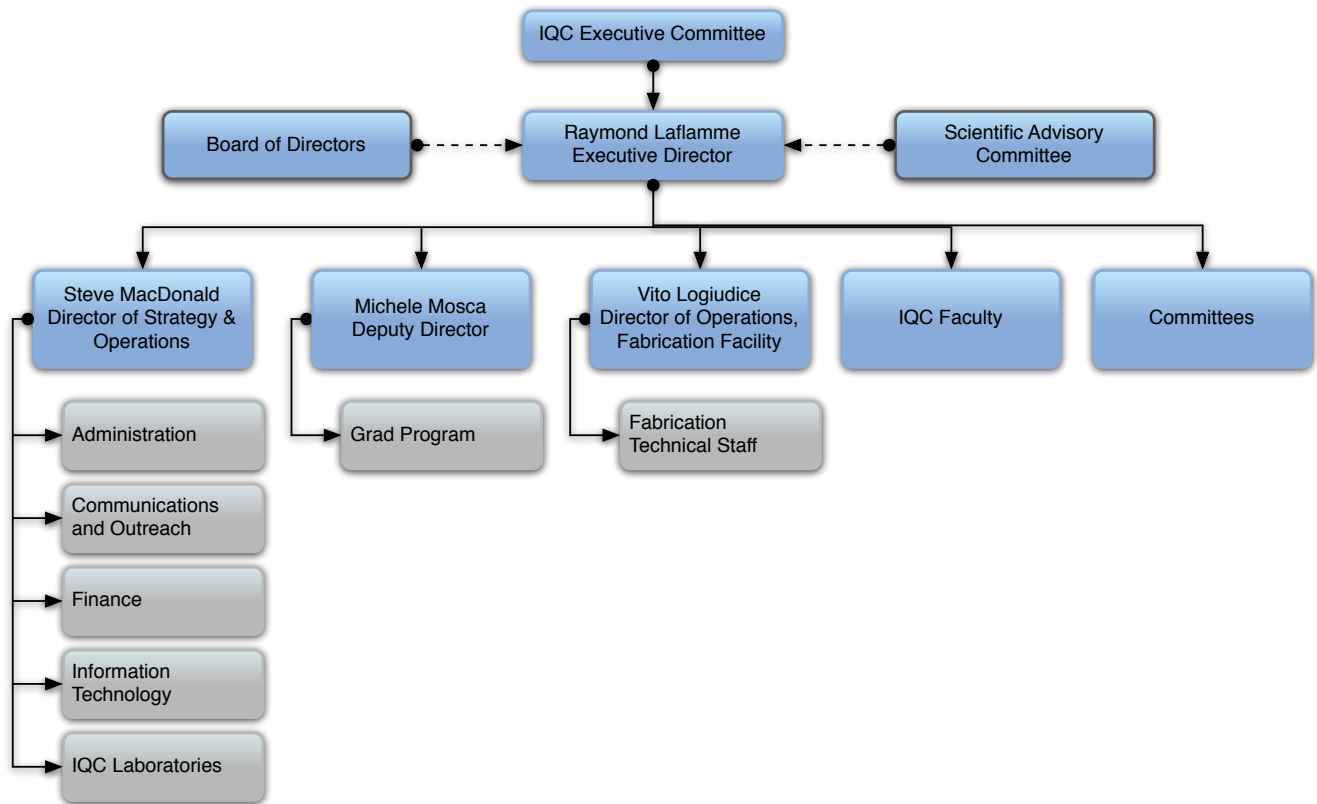 IQC Executive Committee
Board of Directors
Raymond Laflamme
Executive Director
Scientific Advisory
Committee
Steve MacDonald
Director of Strategy &
Operations
Michele Mosca
Deputy Director
Vito Logiudice
Director of Operations,
Fabrication Facility
IQC Faculty
Committees
Administration
Grad Program
Fabrication
Technical Staff
Communications
and Outreach
Finance
Information
Technology
IQC Laboratories